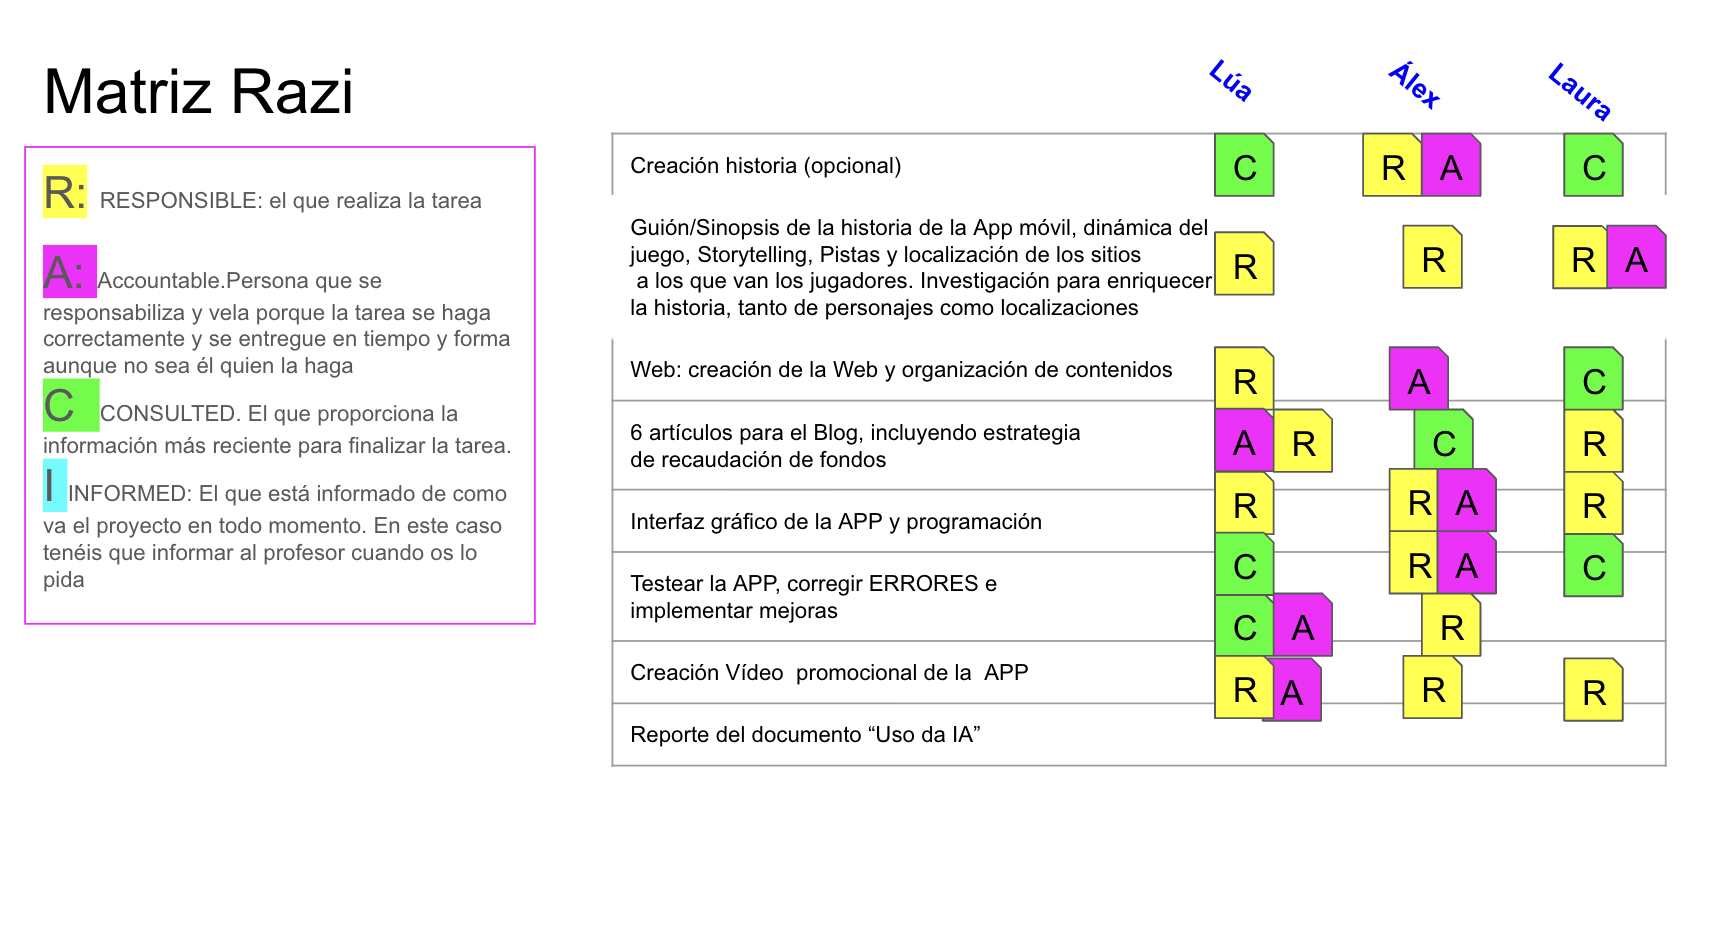 Matriz Razi
R: RESPONSIBLE: el que realiza la tarea
A: Accountable.Persona que se
responsabiliza y vela porque la tarea se haga
correctamente y se entregue en tiempo y forma
aunque no sea él quien la haga
C CONSULTED. El que proporciona la
información más reciente para finalizar la tarea.
I INFORMED: El que está informado de como
va el proyecto en todo momento. En este caso
tenéis que informar al profesor cuando os lo
pida
Lúa Álex Laura
Creación historia (opcional)
C R A C
Guión/Sinopsis de la historia de la App móvil, dinámica del
juego, Storytelling, Pistas y localización de los sitios
a los que van los jugadores. Investigación para enriquecer
la historia, tanto de personajes como localizaciones
R R R A
Web: creación de la Web y organización de contenidos
R A C
6 artículos para el Blog, incluyendo estrategia
de recaudación de fondos
A R C R
Interfaz gráfico de la APP y programación
R R A R
Testear la APP, corregir ERRORES e
implementar mejoras
C R A C
C A R
Creación Vídeo promocional de la APP
R A R R
Reporte del documento “Uso da IA”